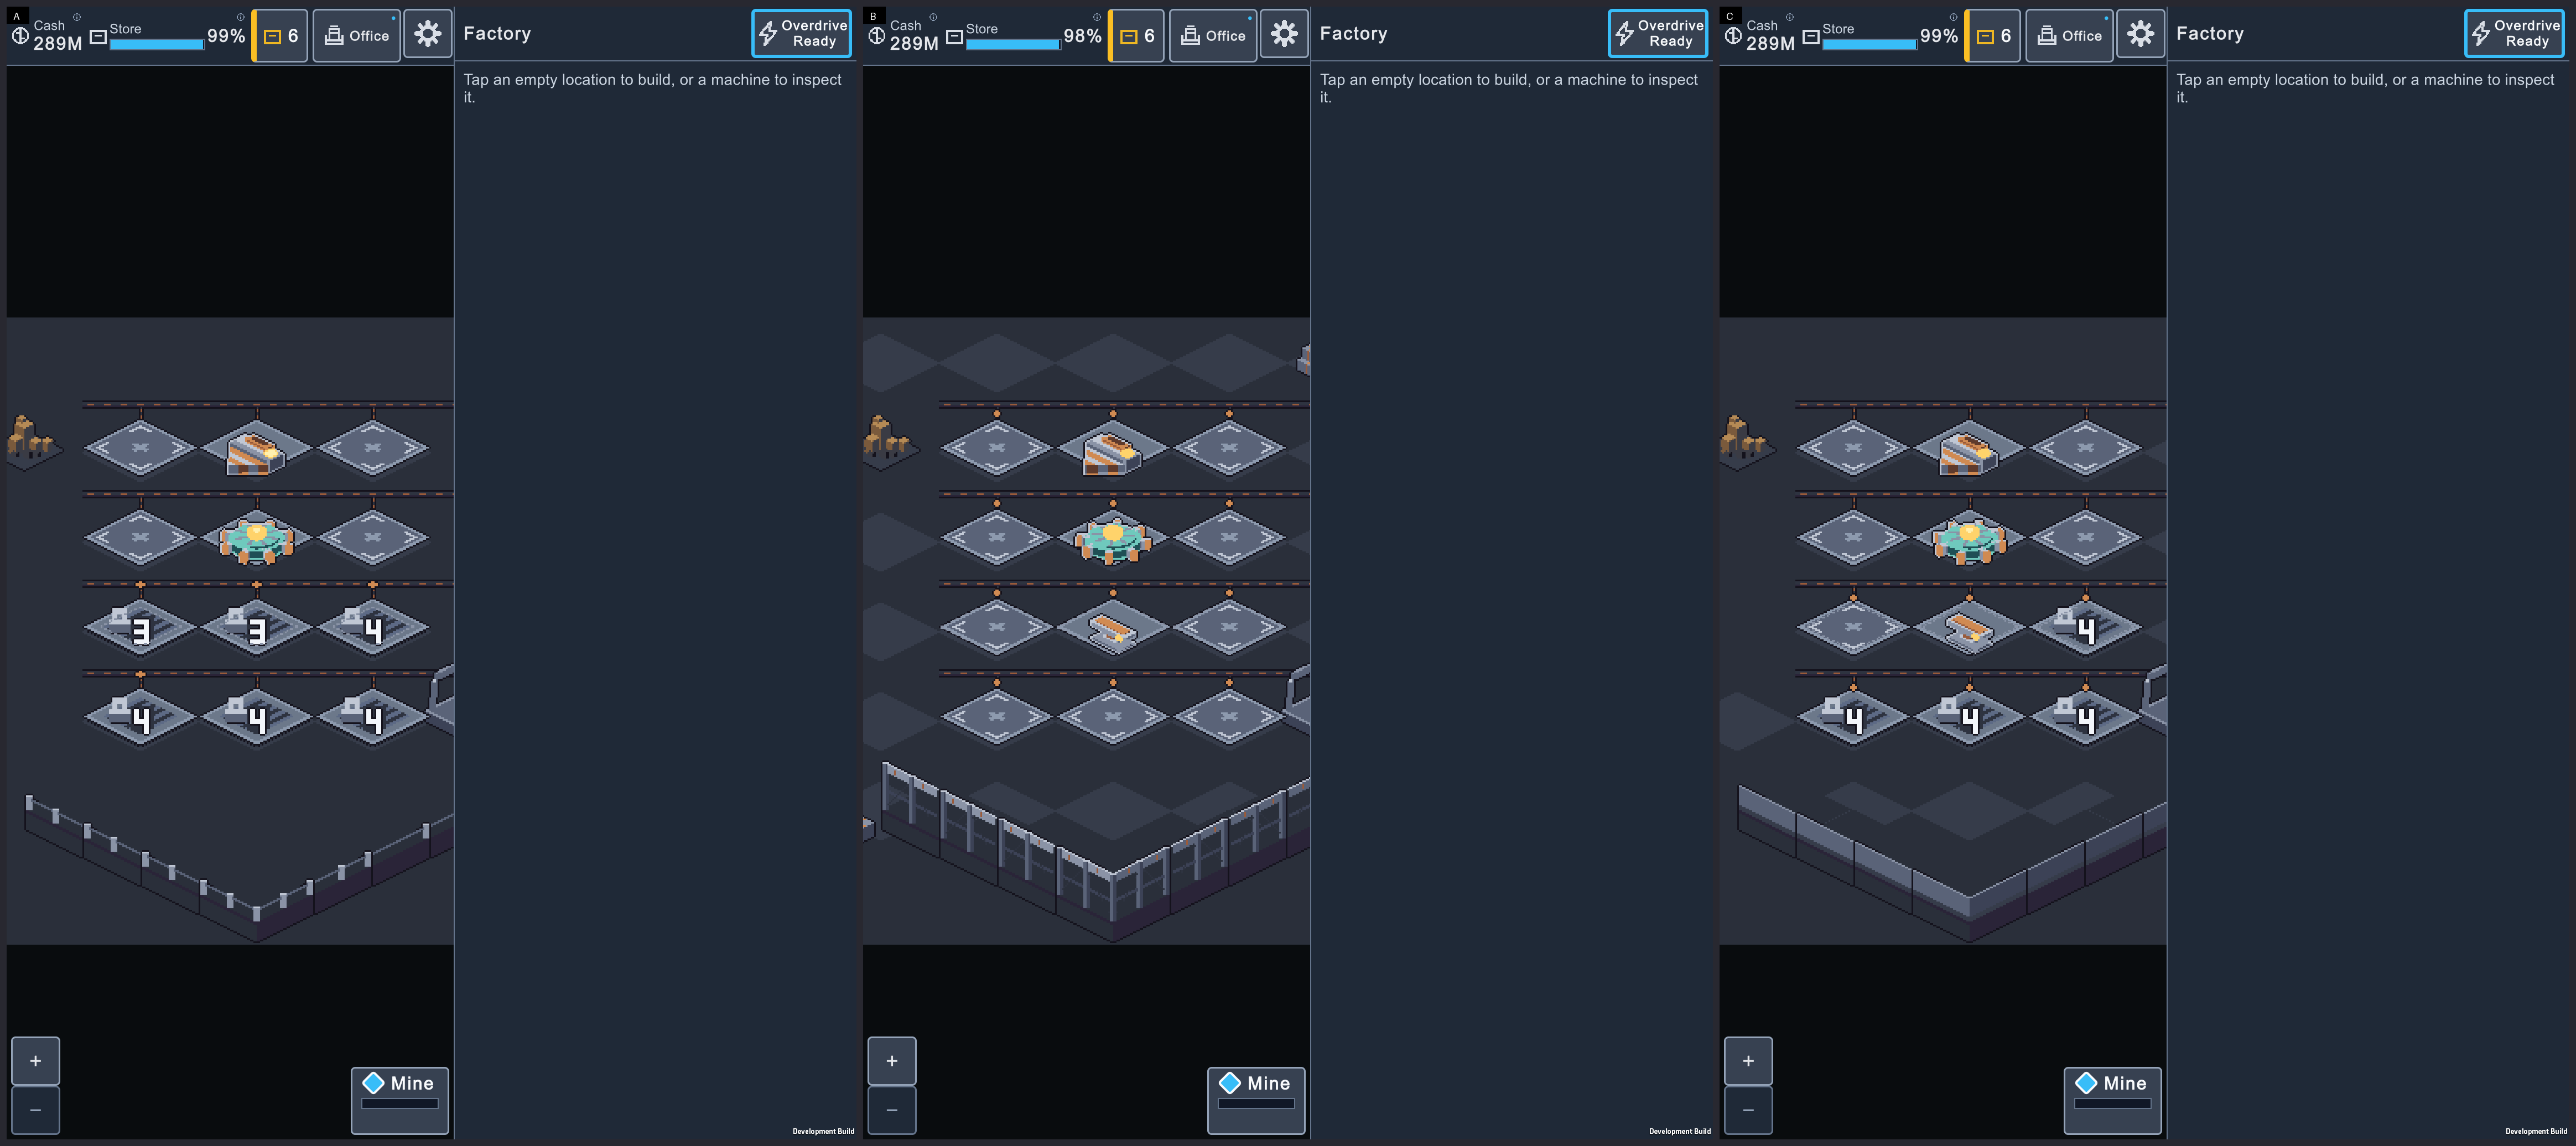 A
Cash
289M
Store
99%
6
Office
Factory
Overdrive
Ready
Tap an empty location to build, or a machine to inspect
it.
3
3
4
4
4
4
+
−
Mine
Development Build
B
Cash
289M
Store
98%
6
Office
Factory
Overdrive
Ready
Tap an empty location to build, or a machine to inspect
it.
+
−
Mine
Development Build
C
Cash
289M
Store
99%
6
Office
Factory
Overdrive
Ready
Tap an empty location to build, or a machine to inspect
it.
4
4
4
4
+
−
Mine
Development Build